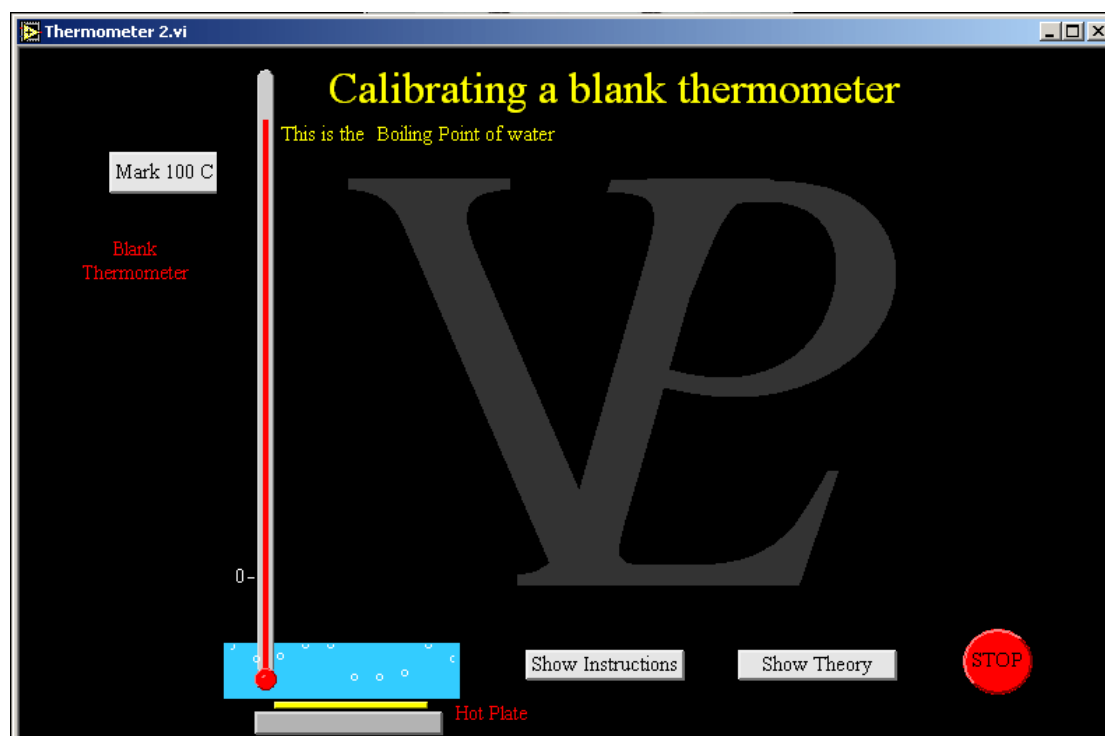 Thermometer 2.vi
Calibrating a blank thermometer
This is the Boiling Point of water
Mark 100 C
Blank
Thermometer
VPL
0-
Show Instructions
Show Theory
STOP
Hot Plate